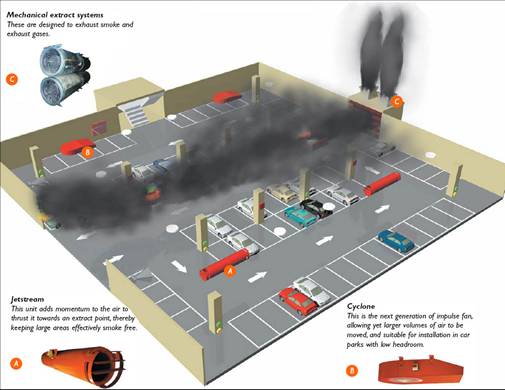 Mechanical extract systems
These are designed to exhaust smoke and
exhaust gases.
C
C
B
A
Jetstream
This unit adds momentum to the air to
thrust it towards an extract point, thereby
keeping large areas effectively smoke free.
A
Cyclone
This is the next generation of impulse fan,
allowing yet larger volumes of air to be
moved, and suitable for installation in car
parks with low headroom.
B